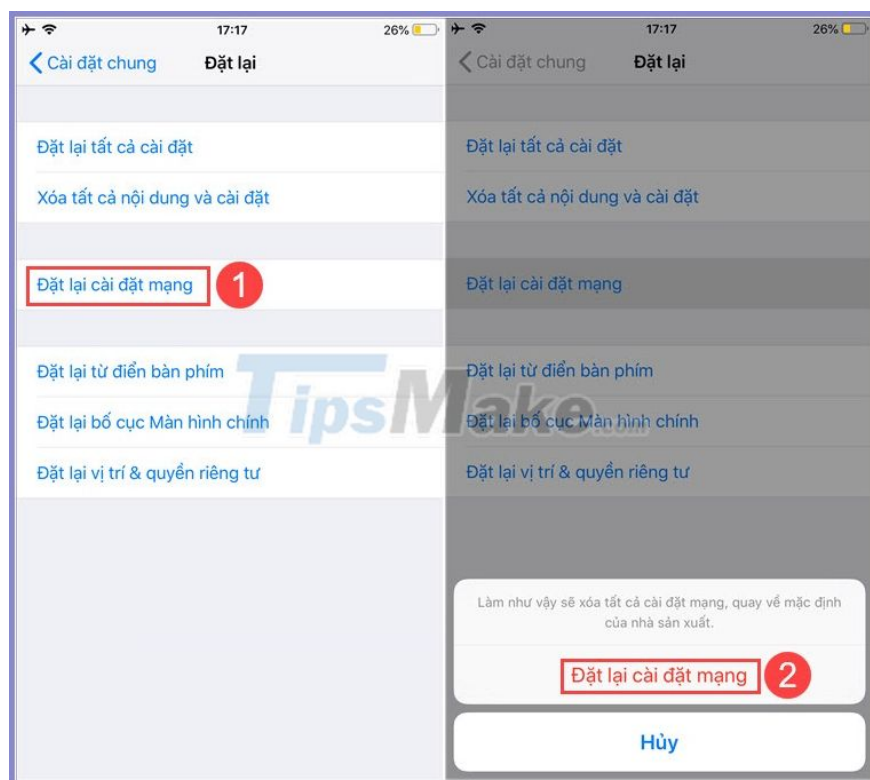 17:17
26%
Cài đặt chung
Đặt lại
Đặt lại tất cả cài đặt
Xóa tất cả nội dung và cài đặt
Đặt lại cài đặt mạng
1
Đặt lại từ điển bàn phím
Đặt lại bố cục Màn hình chính
Đặt lại vị trí & quyền riêng tư
17:17
26%
Cài đặt chung
Đặt lại
Đặt lại tất cả cài đặt
Xóa tất cả nội dung và cài đặt
Đặt lại cài đặt mạng
Đặt lại từ điển bàn phím
Đặt lại bố cục Màn hình chính
Đặt lại vị trí & quyền riêng tư
Làm như vậy sẽ xóa tất cả cài đặt mạng, quay về mặc định
của nhà sản xuất.
Đặt lại cài đặt mạng
2
Hủy
TipsMake.com